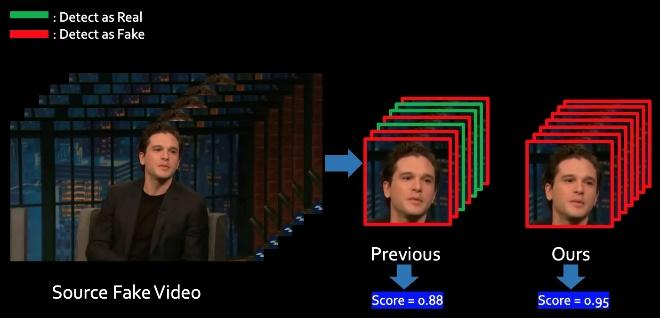 : Detect as Real
: Detect as Fake
Previous
Ours
Source Fake Video
Score = 0.88
Score = 0.95